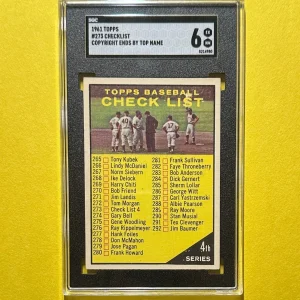 SGC
1961 TOPPS
#273 CHECKLIST
COPYRIGHT ENDS BY TOP NAME
6
TOPPS BASEBALL
CHECK LIST
265 Tony Kubek
266 Lindy McDaniel
267 Norm Siebern
268 Ike Delock
269 Harry Chiti
270 Bob Friend
271 Jim Landis
272 Tom Morgan
273 Check List 4
274 Gary Bell
275 Gene Woodling
276 Ray Rippelmeyer
277 Hank Foiles
278 Don McMahon
279 Jose Pagan
280 Frank Howard
281 Frank Sullivan
282 Faye Throneberry
283 Bob Anderson
284 Dick Gernert
285 Sherm Lollar
286 George Witt
287 Carl Yastrzemski
288 Albie Pearson
289 Ray Moore
290 Stan Musial
291 Tex Clevenger
292 Jim Baumer
4th
SERIES